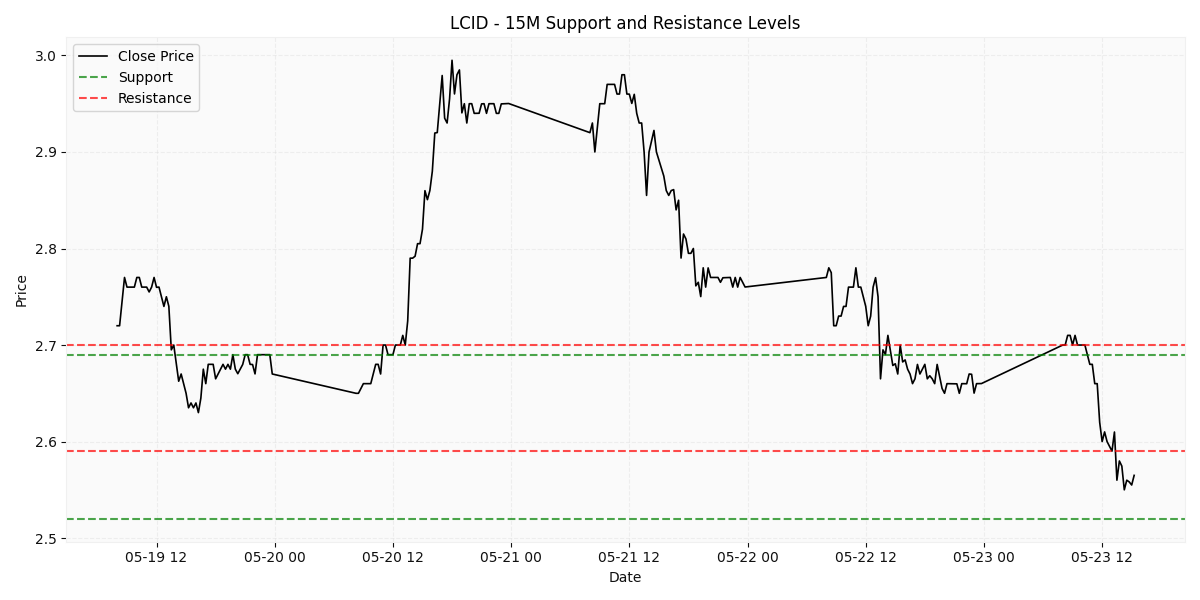 LCID - 15M Support and Resistance Levels
Close Price
Support
Resistance
Price
3.0
2.9
2.8
2.7
2.6
2.5
05-19 12
05-20 00
05-20 12
05-21 00
05-21 12
05-22 00
05-22 12
05-23 00
05-23 12
Date